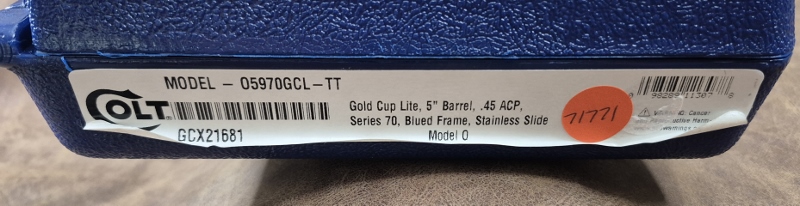 MODEL - O5970GCL-TT
COLT
GCX21681
Gold Cup Lite, 5" Barrel, .45 ACP,
Series 70, Blued Frame, Stainless Slide
Model O
71771